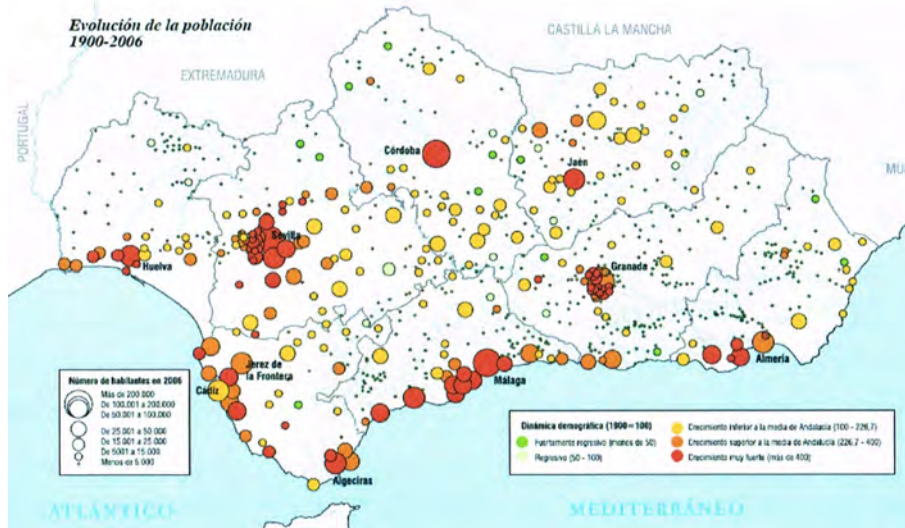 Evolución de la población
1900-2006
CASTILLA LA MANCHA
EXTREMADURA
PORTUGAL
MU
Córdoba
Jaén
Sevilla
Huelva
Granada
Jerez de
la Frontera
Cádiz
Málaga
Almería
Algeciras
Número de habitantes en 2006
Más de 200.000
De 100.001 a 200.000
De 50.001 a 100.000
De 25.001 a 50.000
De 15.001 a 25.000
De 5001 a 15.000
Menos de 5.000
Dinámica demográfica (1900=100)
Fuertemente regresivo (menos de 50)
Regresivo (50 - 100)
Crecimiento inferior a la media de Andalucía (100 - 226,7)
Crecimiento superior a la media de Andalucía (226,7 - 400)
Crecimiento muy fuerte (más de 400)
ATLÁNTICO
MEDITERRÁNEO